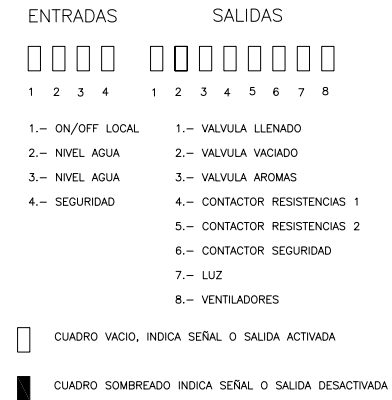 ENTRADAS SALIDAS
1 2 3 4 1 2 3 4 5 6 7 8
1.- ON/OFF LOCAL 1.- VALVULA LLENADO
2.- NIVEL AGUA 2.- VALVULA VACIADO
3.- NIVEL AGUA 3.- VALVULA AROMAS
4.- SEGURIDAD 4.- CONTACTOR RESISTENCIAS 1
5.- CONTACTOR RESISTENCIAS 2
6.- CONTACTOR SEGURIDAD
7.- LUZ
8.- VENTILADORES
CUADRO VACIO, INDICA SEÑAL O SALIDA ACTIVADA
CUADRO SOMBREADO INDICA SEÑAL O SALIDA DESACTIVADA